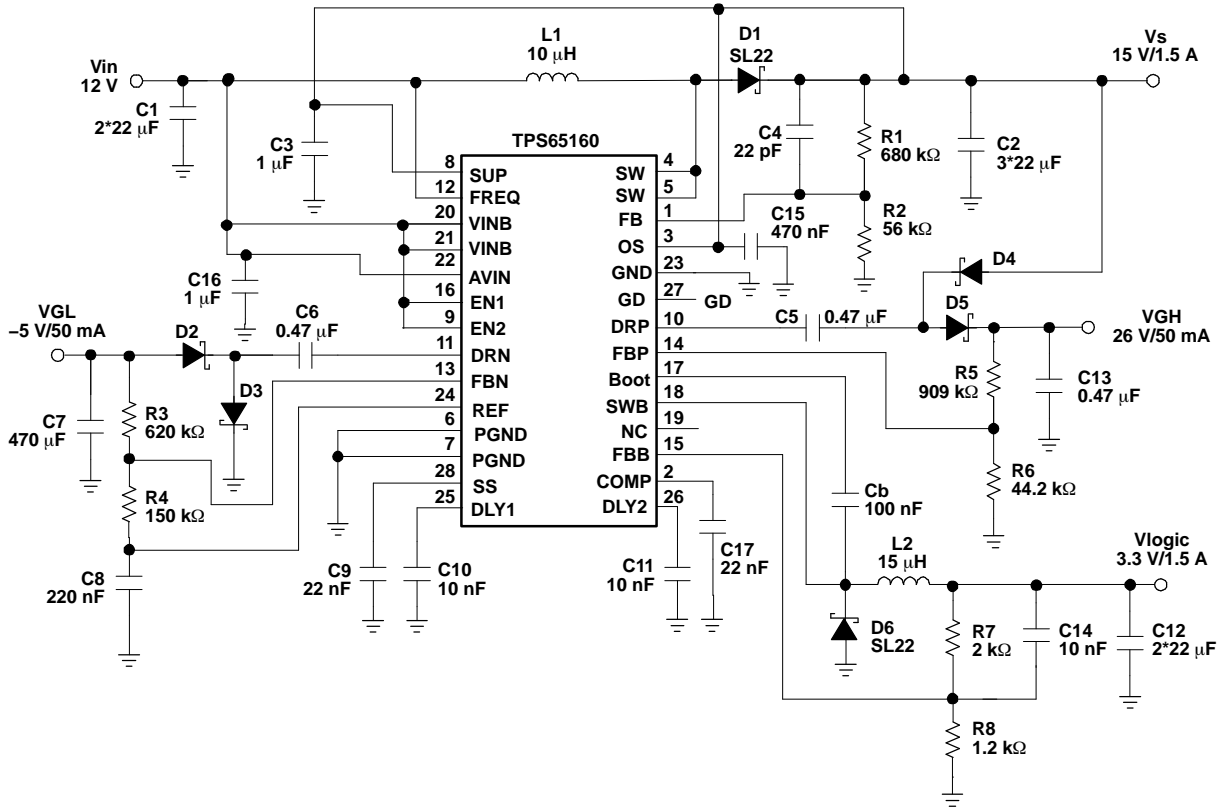 Vin
12 V
C1
2*22 μF
L1
10 μH
D1
SL22
Vs
15 V/1.5 A
C3
1 μF
C4
22 pF
R1
680 kΩ
C2
3*22 μF
R2
56 kΩ
C15
470 nF
TPS65160
8
SUP
12
FREQ
20
VINB
21
VINB
22
AVIN
16
EN1
9
EN2
11
DRN
13
FBN
24
REF
6
PGND
7
PGND
28
SS
25
DLY1
4
SW
5
SW
1
FB
3
OS
23
GND
27
GD
GD
10
DRP
14
FBP
17
Boot
18
SWB
19
NC
15
FBB
2
COMP
26
DLY2
C16
1 μF
VGL
–5 V/50 mA
D2
C6
0.47 μF
D3
C7
470 μF
R3
620 kΩ
R4
150 kΩ
C8
220 nF
C9
22 nF
C10
10 nF
C11
10 nF
C17
22 nF
D4
C5
0.47 μF
D5
VGH
26 V/50 mA
R5
909 kΩ
C13
0.47 μF
R6
44.2 kΩ
Cb
100 nF
L2
15 μH
Vlogic
3.3 V/1.5 A
D6
SL22
R7
2 kΩ
C14
10 nF
C12
2*22 μF
R8
1.2 kΩ